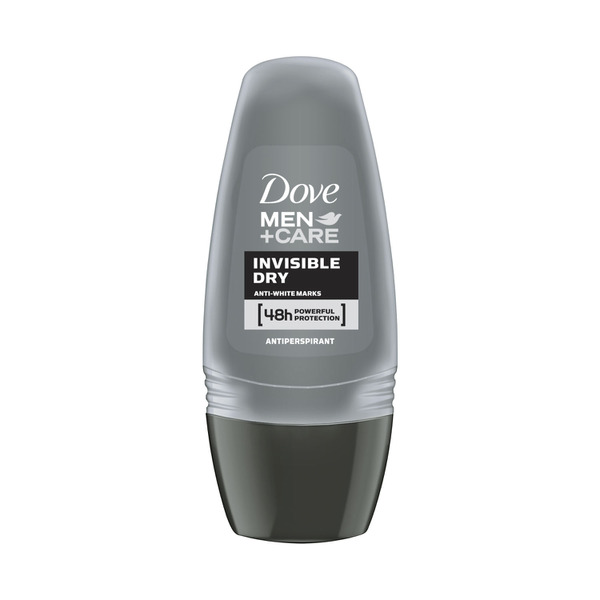 Dove
MEN
+CARE
INVISIBLE
DRY
ANTI-WHITE MARKS
[48h POWERFUL
PROTECTION]
ANTIPERSPIRANT